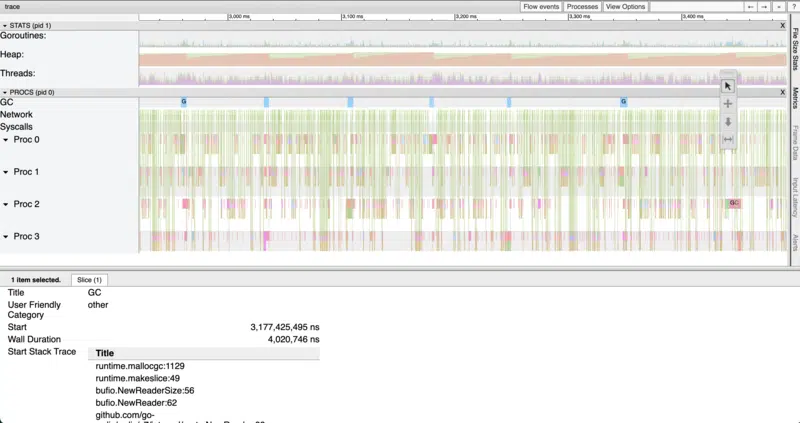 trace
Flow events
Processes
View Options
←
→
»
?
3,000 ms
3,100 ms
3,200 ms
3,300 ms
3,400 ms
STATS (pid 1)
X
Goroutines:
Heap:
Threads:
PROCS (pid 0)
X
GC
G
G
Network
Syscalls
Proc 0
Proc 1
Proc 2
GC
Proc 3
File Size Stats
Metrics
Frame Data
Input Latency
Alerts
1 item selected.
Slice (1)
Title GC
User Friendly other
Category
Start 3,177,425,495 ns
Wall Duration 4,020,746 ns
Start Stack Trace Title
runtime.mallocgc:1129
runtime.makeslice:49
bufio.NewReaderSize:56
bufio.NewReader:62
github.com/go-